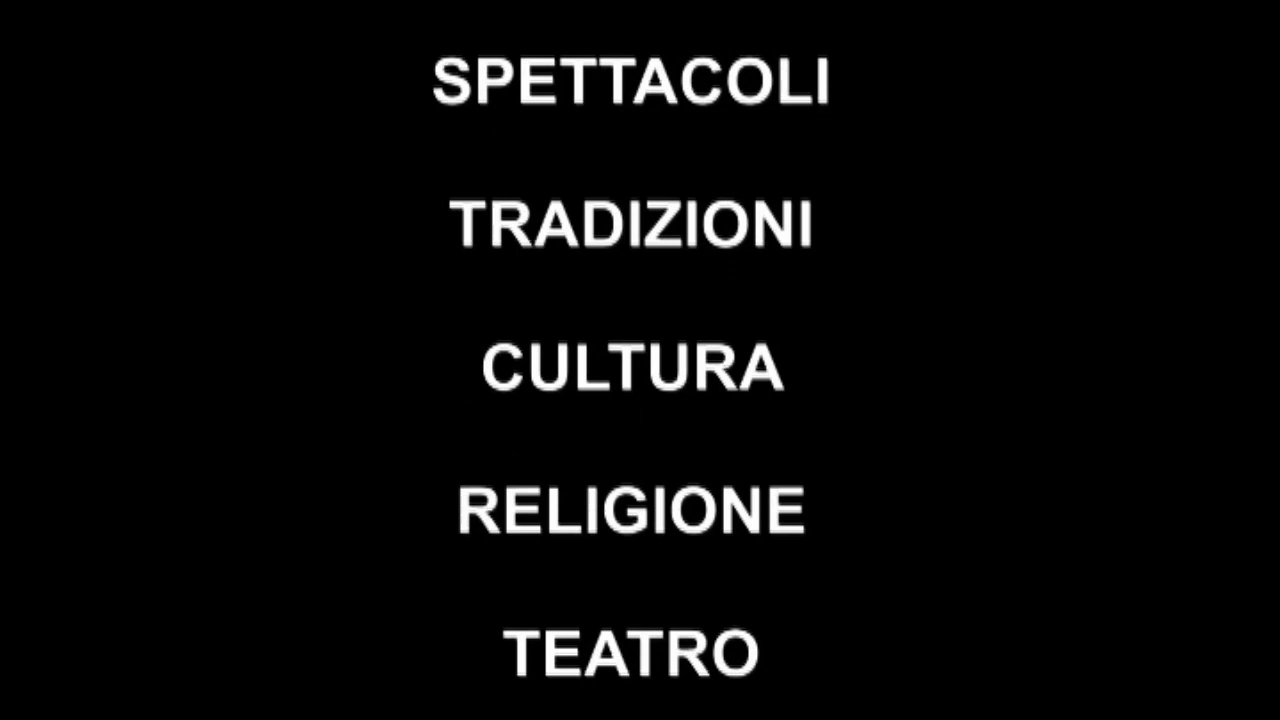 SPETTACOLI
TRADIZIONI
CULTURA
RELIGIONE
TEATRO